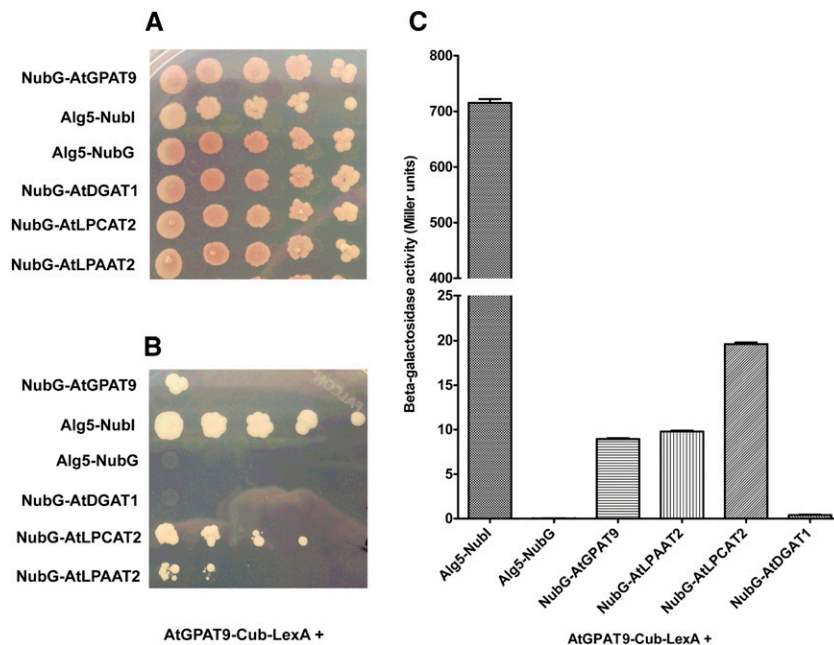 A
NubG-AtGPAT9
Alg5-NubI
Alg5-NubG
NubG-AtDGAT1
NubG-AtLPCAT2
NubG-AtLPAAT2
B
NubG-AtGPAT9
Alg5-NubI
Alg5-NubG
NubG-AtDGAT1
NubG-AtLPCAT2
NubG-AtLPAAT2
FALCON
AtGPAT9-Cub-LexA +
C
Beta-galactosidase activity (Miller units)
800
700
600
500
400
20
15
10
5
0
Alg5-NubI
Alg5-NubG
NubG-AtGPAT9
NubG-AtLPAAT2
NubG-AtLPCAT2
NubG-AtDGAT1
AtGPAT9-Cub-LexA +